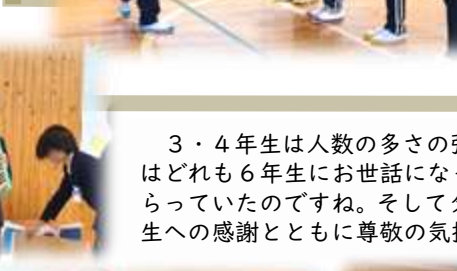 ３・４年生は人数の多さの
はどれも６年生にお世話にな
らっていたのですね。そして
生への感謝とともに尊敬の気